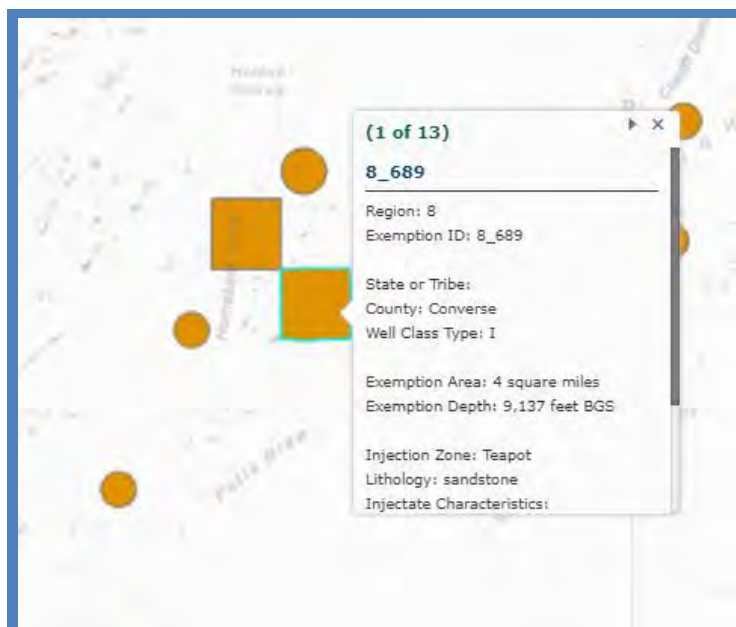 (1 of 13)
8_689
Region: 8
Exemption ID: 8_689
State or Tribe:
County: Converse
Well Class Type: I
Exemption Area: 4 square miles
Exemption Depth: 9,137 feet BGS
Injection Zone: Teapot
Lithology: sandstone
Injectate Characteristics:
Draw